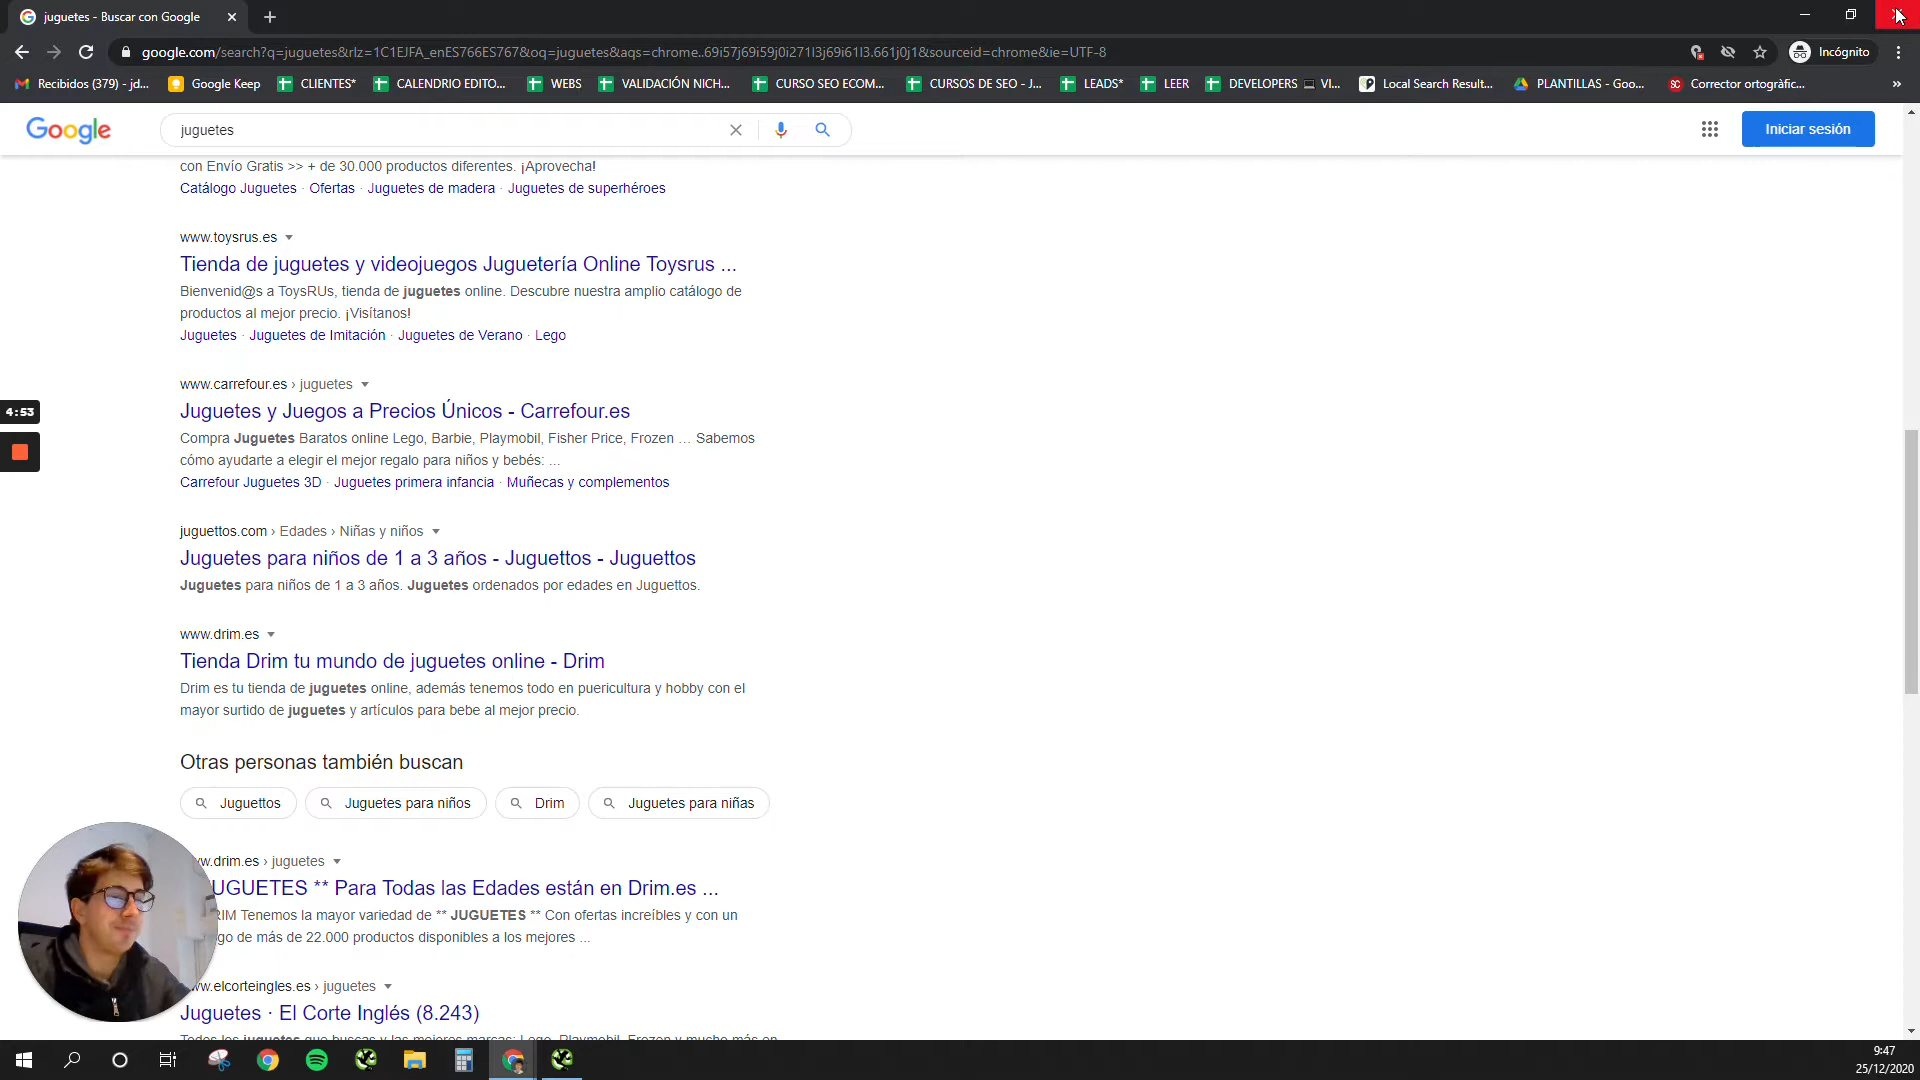 juguetes - Buscar con Google
google.com/search?q=juguetes&rlz=1C1EJFA_enES766ES767&oq=juguetes&aqs=chrome..69i57j69i59j0i271l3j69i61l3.661j0j1&sourceid=chrome&ie=UTF-8
Incógnito
Recibidos (379) - jd... Google Keep CLIENTES* CALENDARIO EDITO... WEBS VALIDACIÓN NICH... CURSO SEO ECOM... CURSOS DE SEO - J... LEADS* LEER DEVELOPERS VI... Local Search Result... PLANTILLAS - Goo... Corrector ortogràfic... »
Google juguetes Iniciar sesión
con Envío Gratis >> + de 30.000 productos diferentes. ¡Aprovecha!
Catálogo Juguetes · Ofertas · Juguetes de madera · Juguetes de superhéroes
www.toysrus.es
Tienda de juguetes y videojuegos Juguetería Online Toysrus ...
Bienvenid@s a ToysRUs, tienda de juguetes online. Descubre nuestra amplio catálogo de
productos al mejor precio. ¡Visítanos!
Juguetes · Juguetes de Imitación · Juguetes de Verano · Lego
www.carrefour.es › juguetes
4:53
Juguetes y Juegos a Precios Únicos - Carrefour.es
Compra Juguetes Baratos online Lego, Barbie, Playmobil, Fisher Price, Frozen … Sabemos
cómo ayudarte a elegir el mejor regalo para niños y bebés: ...
Carrefour Juguetes 3D · Juguetes primera infancia · Muñecas y complementos
juguettos.com › Edades › Niñas y niños
Juguetes para niños de 1 a 3 años - Juguettos - Juguettos
Juguetes para niños de 1 a 3 años. Juguetes ordenados por edades en Juguettos.
www.drim.es
Tienda Drim tu mundo de juguetes online - Drim
Drim es tu tienda de juguetes online, además tenemos todo en puericultura y hobby con el
mayor surtido de juguetes y artículos para bebe al mejor precio.
Otras personas también buscan
Juguettos Juguetes para niños Drim Juguetes para niñas
w.drim.es › juguetes
UGUETES ** Para Todas las Edades están en Drim.es ...
RIM Tenemos la mayor variedad de ** JUGUETES ** Con ofertas increíbles y con un
go de más de 22.000 productos disponibles a los mejores ...
w.elcorteingles.es › juguetes
Juguetes · El Corte Inglés (8.243)
Todos los juguetes que buscas y las mejores marcas: Lego, Playmobil, Frozen y mucho más en
9:47
25/12/2020